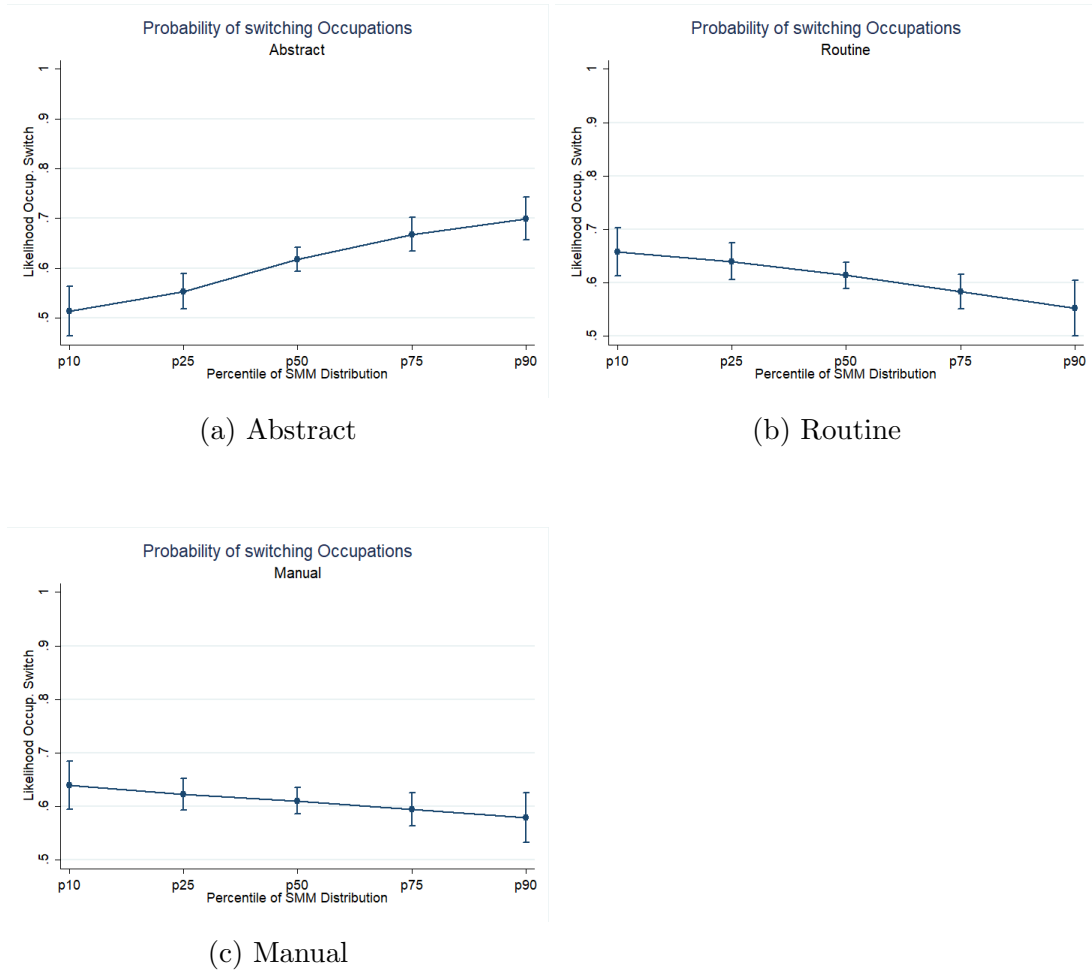 Probability of switching Occupations
Abstract
Likelihood Occup. Switch
1
.9
.8
.7
.6
.5
p10 p25 p50 p75 p90
Percentile of SMM Distribution
(a) Abstract
Probability of switching Occupations
Routine
Likelihood Occup. Switch
1
.9
.8
.7
.6
.5
p10 p25 p50 p75 p90
Percentile of SMM Distribution
(b) Routine
Probability of switching Occupations
Manual
Likelihood Occup. Switch
1
.9
.8
.7
.6
.5
p10 p25 p50 p75 p90
Percentile of SMM Distribution
(c) Manual